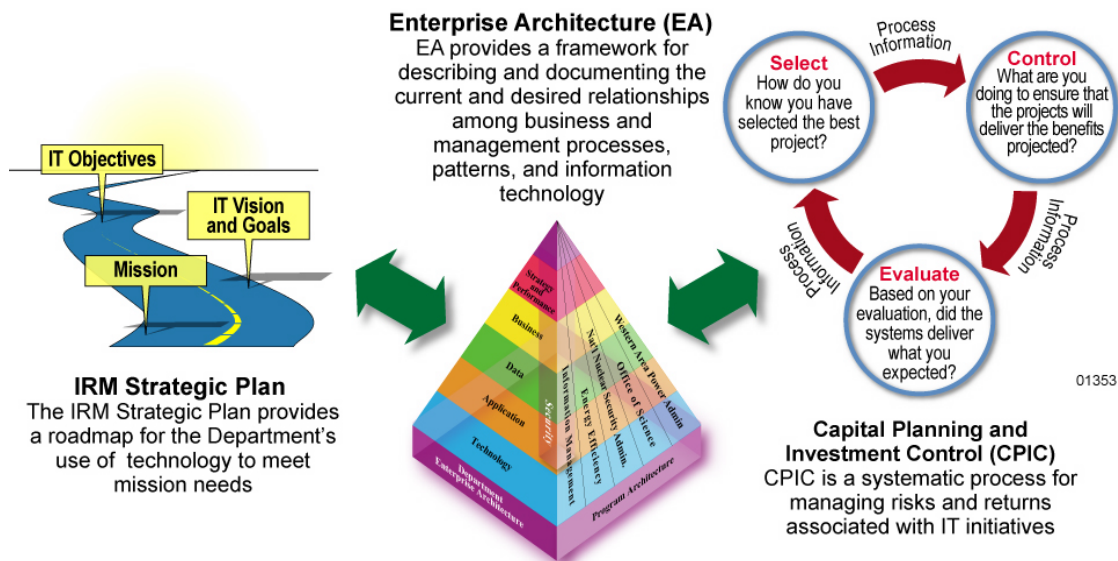 Enterprise Architecture (EA)
EA provides a framework for
describing and documenting the
current and desired relationships
among business and
management processes,
patterns, and information
technology
IT Objectives
IT Vision
and Goals
Mission
IRM Strategic Plan
The IRM Strategic Plan provides
a roadmap for the Department's
use of technology to meet
mission needs
Strategy
and
Performance
Business
Data
Application
Technology
Security
Department
Enterprise Architecture
Information Management
Energy Efficiency
Nat'l Nuclear Security Admin.
Office of Science
Western Area Power Admin
Program Architecture
Process
Information
Select
How do you
know you have
selected the best
project?
Control
What are you
doing to ensure that
the projects will
deliver the benefits
projected?
Process
Information
Process
Information
Evaluate
Based on your
evaluation, did the
systems deliver
what you
expected?
01353
Capital Planning and
Investment Control (CPIC)
CPIC is a systematic process for
managing risks and returns
associated with IT initiatives